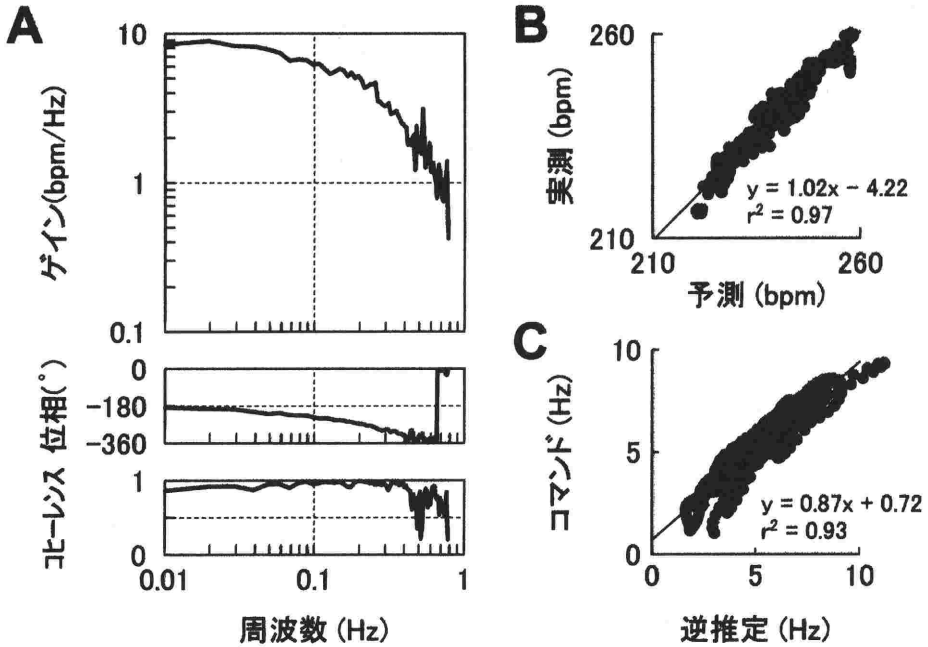 A
10
1
0.1
ゲイン(bpm/Hz)
0
-180
-360
位相(°)
1
0
コヒーレンス
0.01
0.1
1
周波数 (Hz)
B
260
210
実測 (bpm)
y = 1.02x − 4.22
r² = 0.97
210
260
予測 (bpm)
C
10
5
0
コマンド (Hz)
y = 0.87x + 0.72
r² = 0.93
0
5
10
逆推定 (Hz)